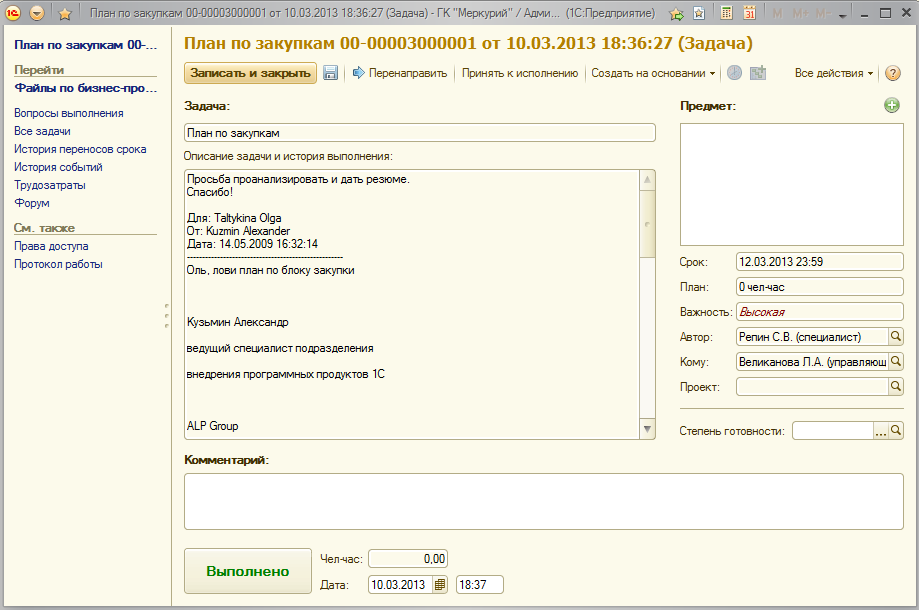 План по закупкам 00-00003000001 от 10.03.2013 18:36:27 (Задача) - ГК "Меркурий" / Адми... (1С:Предприятие)
M M+ M-
План по закупкам 00-...
Перейти
Файлы по бизнес-про...
Вопросы выполнения
Все задачи
История переносов срока
История событий
Трудозатраты
Форум
См. также
Права доступа
Протокол работы
План по закупкам 00-00003000001 от 10.03.2013 18:36:27 (Задача)
Записать и закрыть Перенаправить Принять к исполнению Создать на основании Все действия
Задача:
План по закупкам
Описание задачи и история выполнения:
Просьба проанализировать и дать резюме.
Спасибо!
Для: Taltykina Olga
От: Kuzmin Alexander
Дата: 14.05.2009 16:32:14
----------------------------------------------------
Оль, лови план по блоку закупки
Кузьмин Александр
ведущий специалист подразделения
внедрения программных продуктов 1С
ALP Group
Предмет:
Срок: 12.03.2013 23:59
План: 0 чел-час
Важность: Высокая
Автор: Репин С.В. (специалист)
Кому: Великанова Л.А. (управляющ
Проект:
Степень готовности: ...
Комментарий:
Выполнено
Чел-час: 0,00
Дата: 10.03.2013 18:37